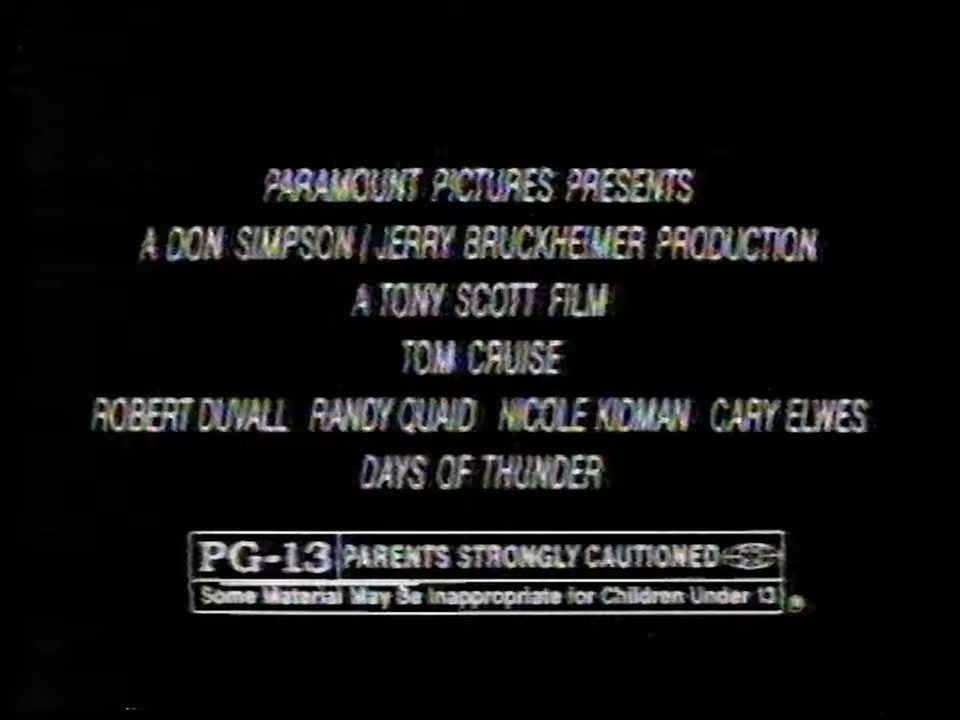 PARAMOUNT PICTURES PRESENTS
A DON SIMPSON / JERRY BRUCKHEIMER PRODUCTION
A TONY SCOTT FILM
TOM CRUISE
ROBERT DUVALL RANDY QUAID NICOLE KIDMAN CARY ELWES
DAYS OF THUNDER
PG-13 PARENTS STRONGLY CAUTIONED
Some Material May Be Inappropriate for Children Under 13